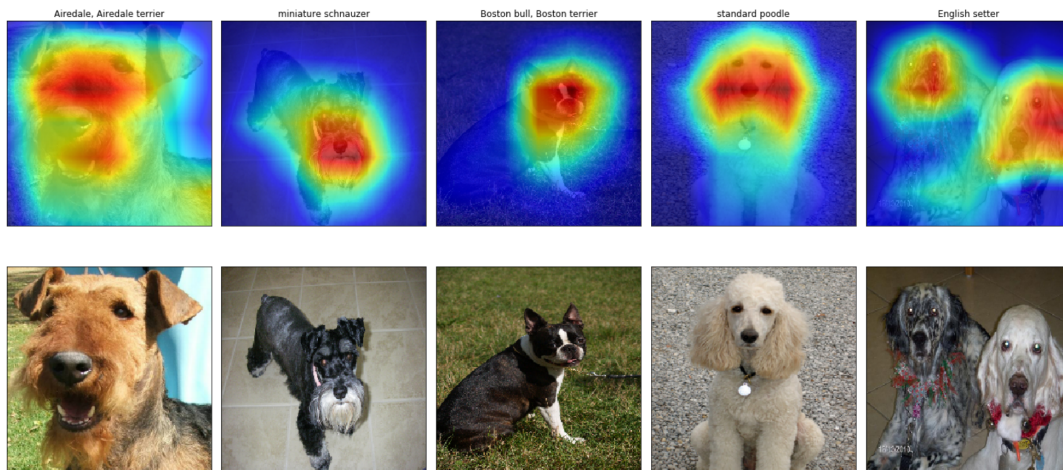 Airedale, Airedale terrier
miniature schnauzer
Boston bull, Boston terrier
standard poodle
English setter